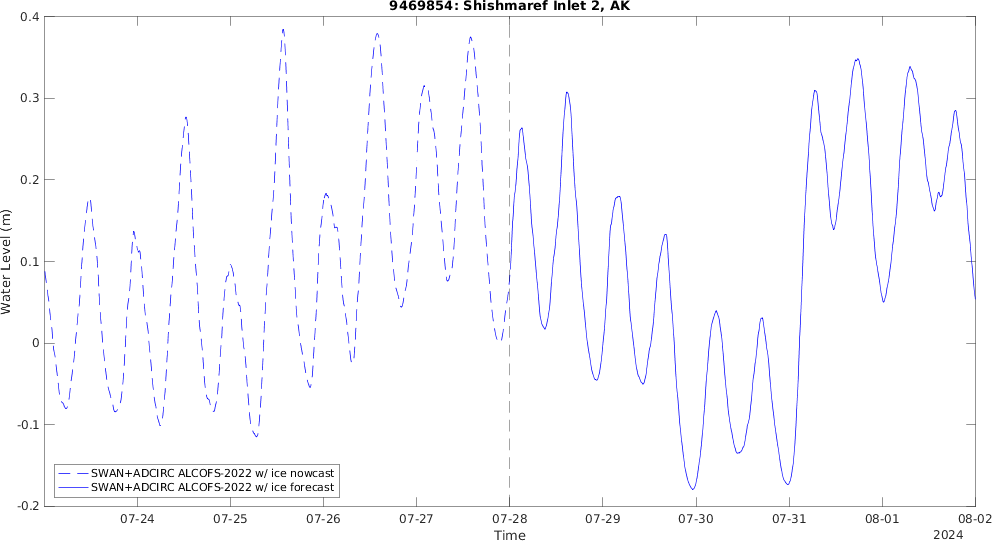 9469854: Shishmaref Inlet 2, AK
Water Level (m)
0.4
0.3
0.2
0.1
0
-0.1
-0.2
SWAN+ADCIRC ALCOFS-2022 w/ ice nowcast
SWAN+ADCIRC ALCOFS-2022 w/ ice forecast
07-24 07-25 07-26 07-27 07-28 07-29 07-30 07-31 08-01 08-02
Time
2024